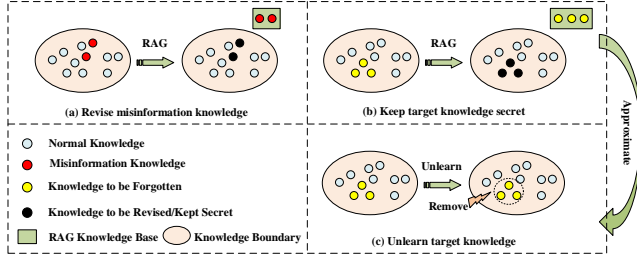 RAG
(a) Revise misinformation knowledge
RAG
(b) Keep target knowledge secret
Approximate
Normal Knowledge
Misinformation Knowledge
Knowledge to be Forgotten
Knowledge to be Revised/Kept Secret
RAG Knowledge Base
Knowledge Boundary
Unlearn
Remove
(c) Unlearn target knowledge